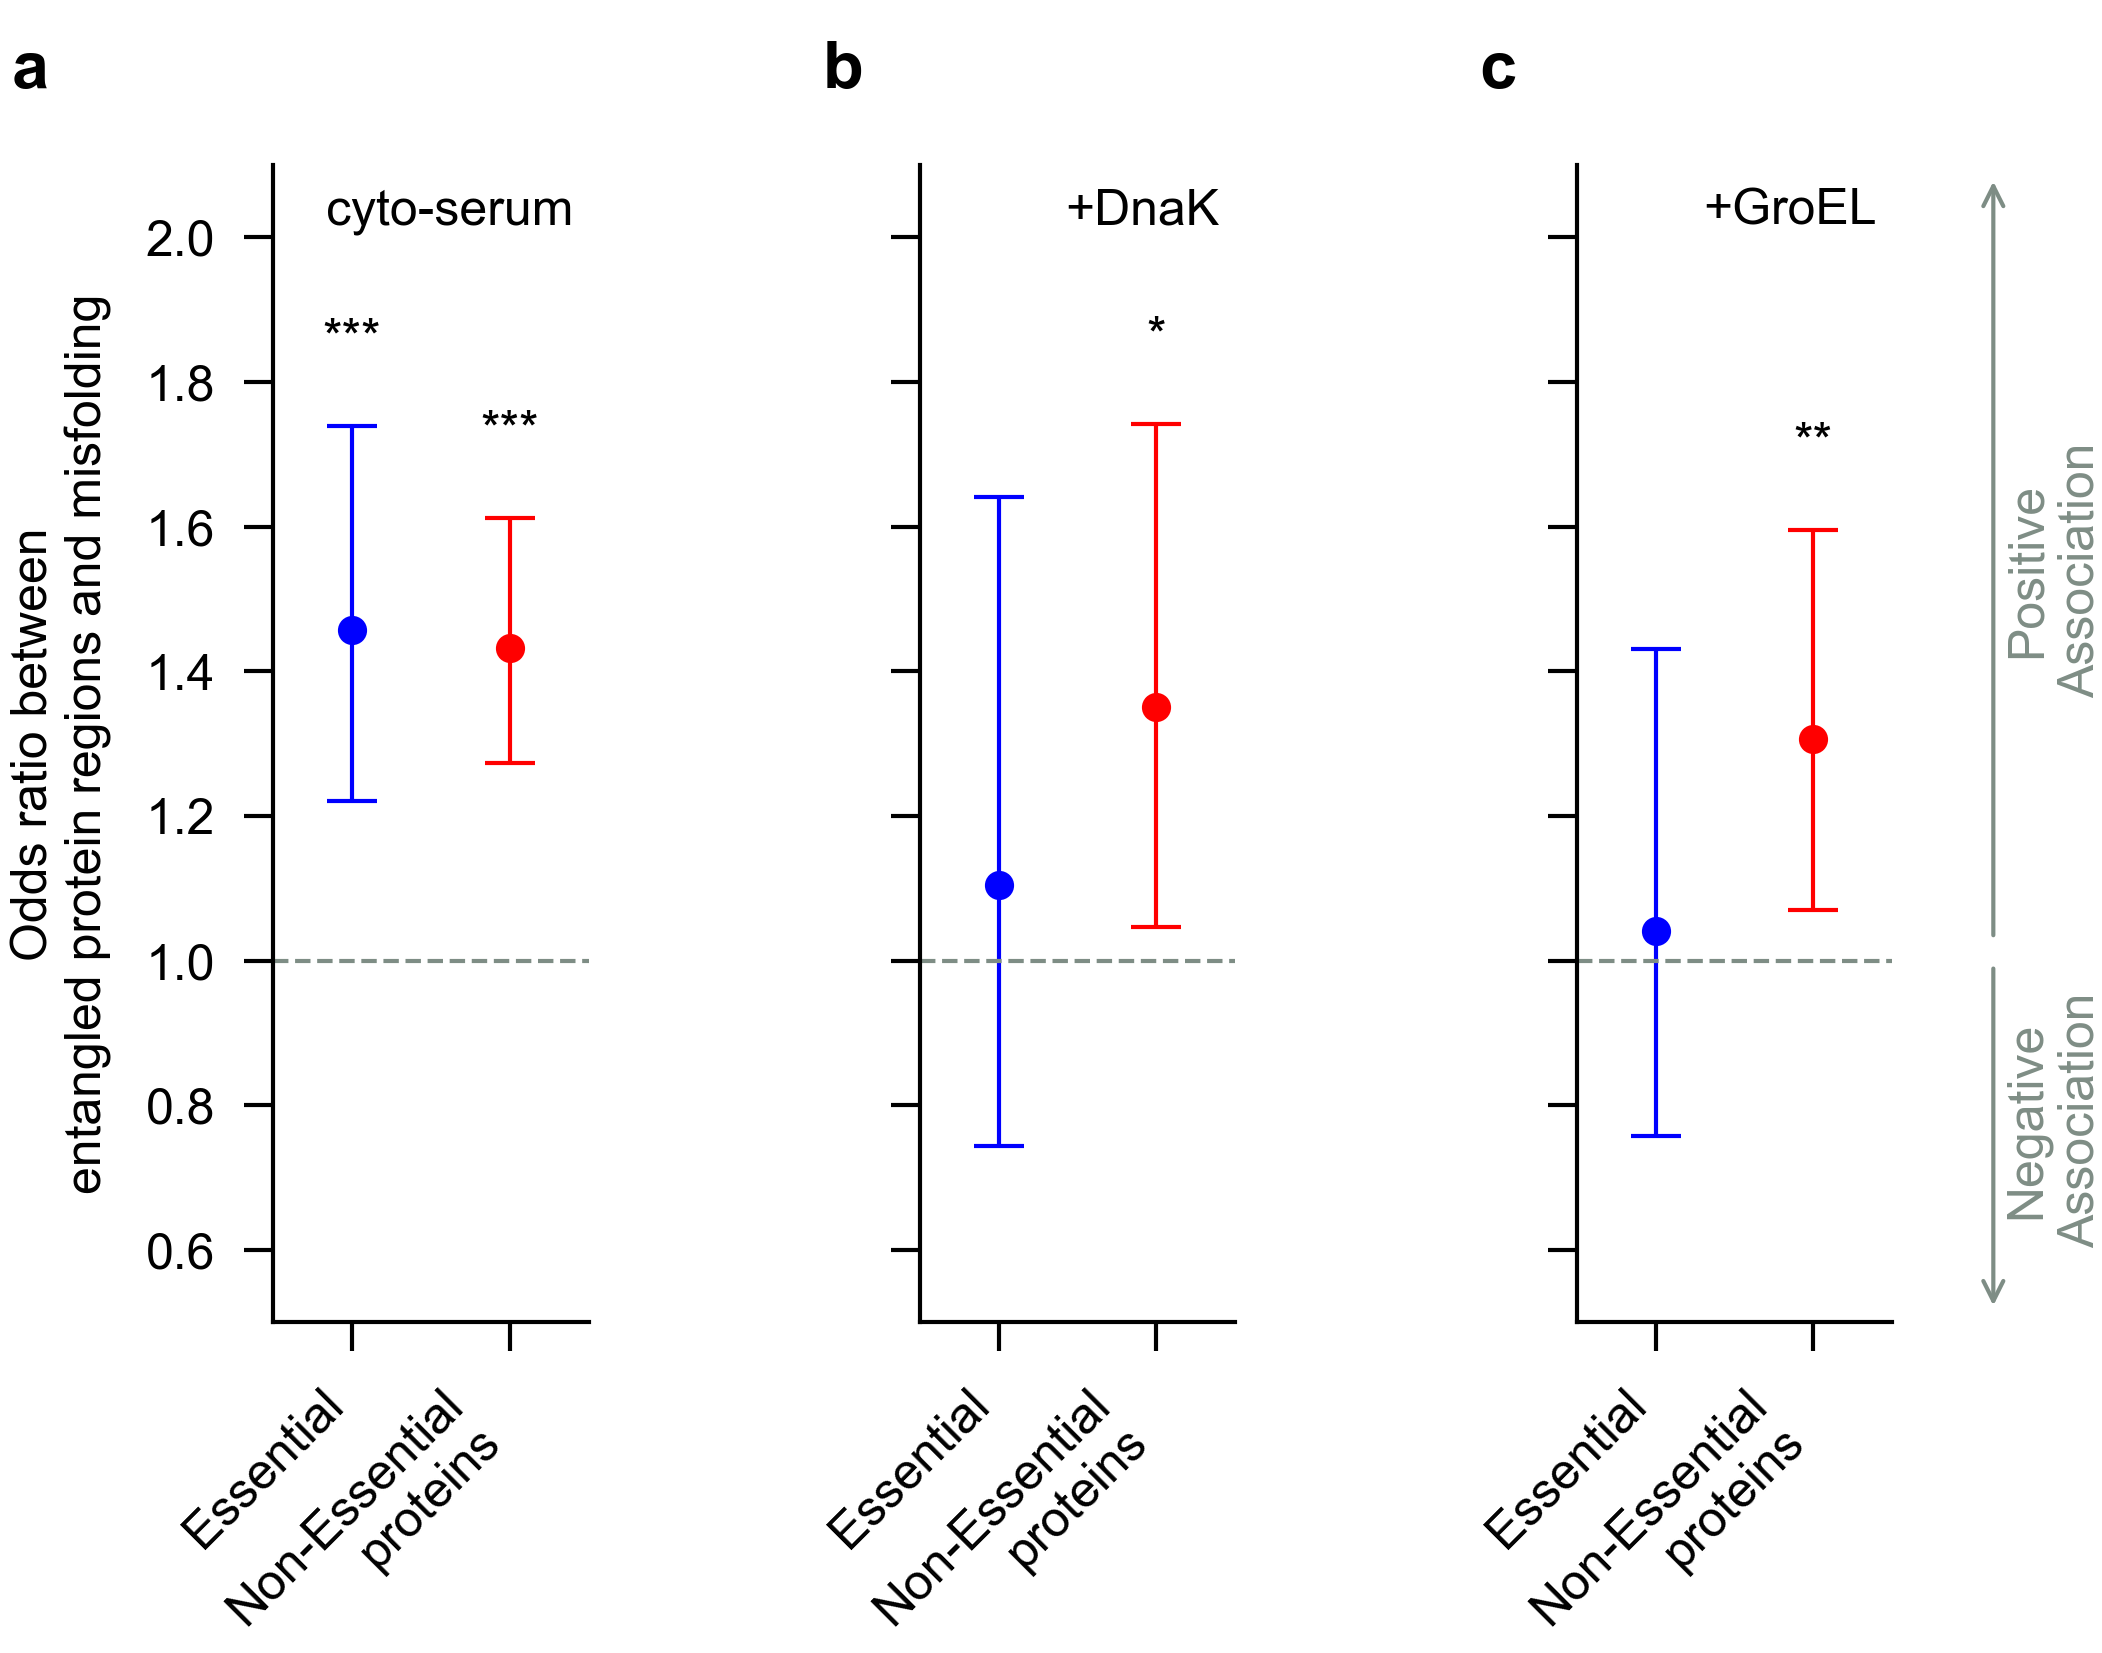 a
b
c
cyto-serum
+DnaK
+GroEL
Odds ratio between
entangled protein regions and misfolding
2.0
1.8
1.6
1.4
1.2
1.0
0.8
0.6
***
***
*
**
Positive
Association
Negative
Association
Essential
Non-Essential
proteins
Essential
Non-Essential
proteins
Essential
Non-Essential
proteins